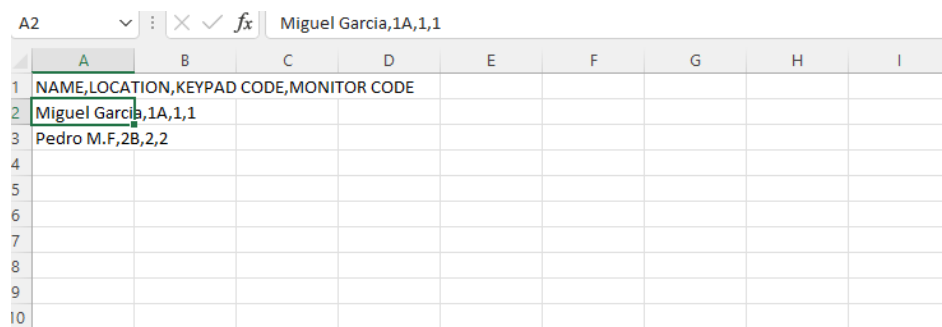 A2 fx Miguel Garcia,1A,1,1
A B C D E F G H I
1 NAME,LOCATION,KEYPAD CODE,MONITOR CODE
2 Miguel Garcia,1A,1,1
3 Pedro M.F,2B,2,2
4
5
6
7
8
9
10